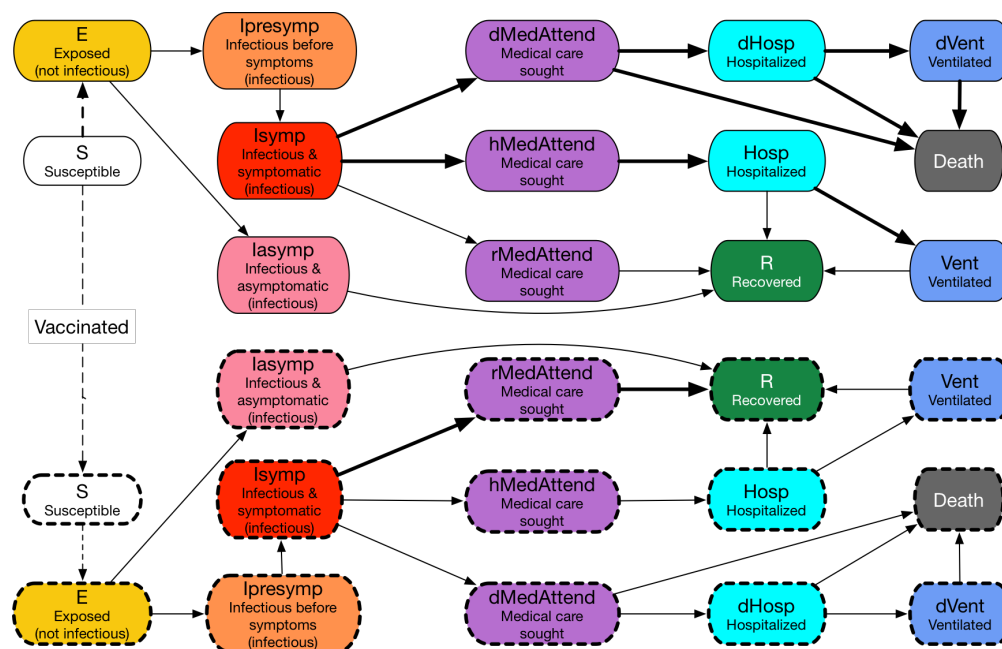 E
Exposed
(not infectious)
Ipresymp
Infectious before
symptoms
(infectious)
dMedAttend
Medical care
sought
dHosp
Hospitalized
dVent
Ventilated
S
Susceptible
Isymp
Infectious &
symptomatic
(infectious)
hMedAttend
Medical care
sought
Hosp
Hospitalized
Death
Iasymp
Infectious &
asymptomatic
(infectious)
rMedAttend
Medical care
sought
R
Recovered
Vent
Ventilated
Vaccinated
Iasymp
Infectious &
asymptomatic
(infectious)
rMedAttend
Medical care
sought
R
Recovered
Vent
Ventilated
S
Susceptible
Isymp
Infectious &
symptomatic
(infectious)
hMedAttend
Medical care
sought
Hosp
Hospitalized
Death
E
Exposed
(not infectious)
Ipresymp
Infectious before
symptoms
(infectious)
dMedAttend
Medical care
sought
dHosp
Hospitalized
dVent
Ventilated